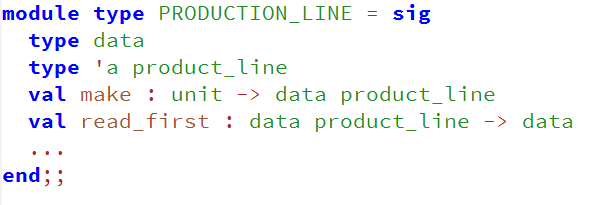 module type PRODUCTION_LINE = sig
  type data
  type 'a product_line
  val make : unit -> data product_line
  val read_first : data product_line -> data
  ...
end;;